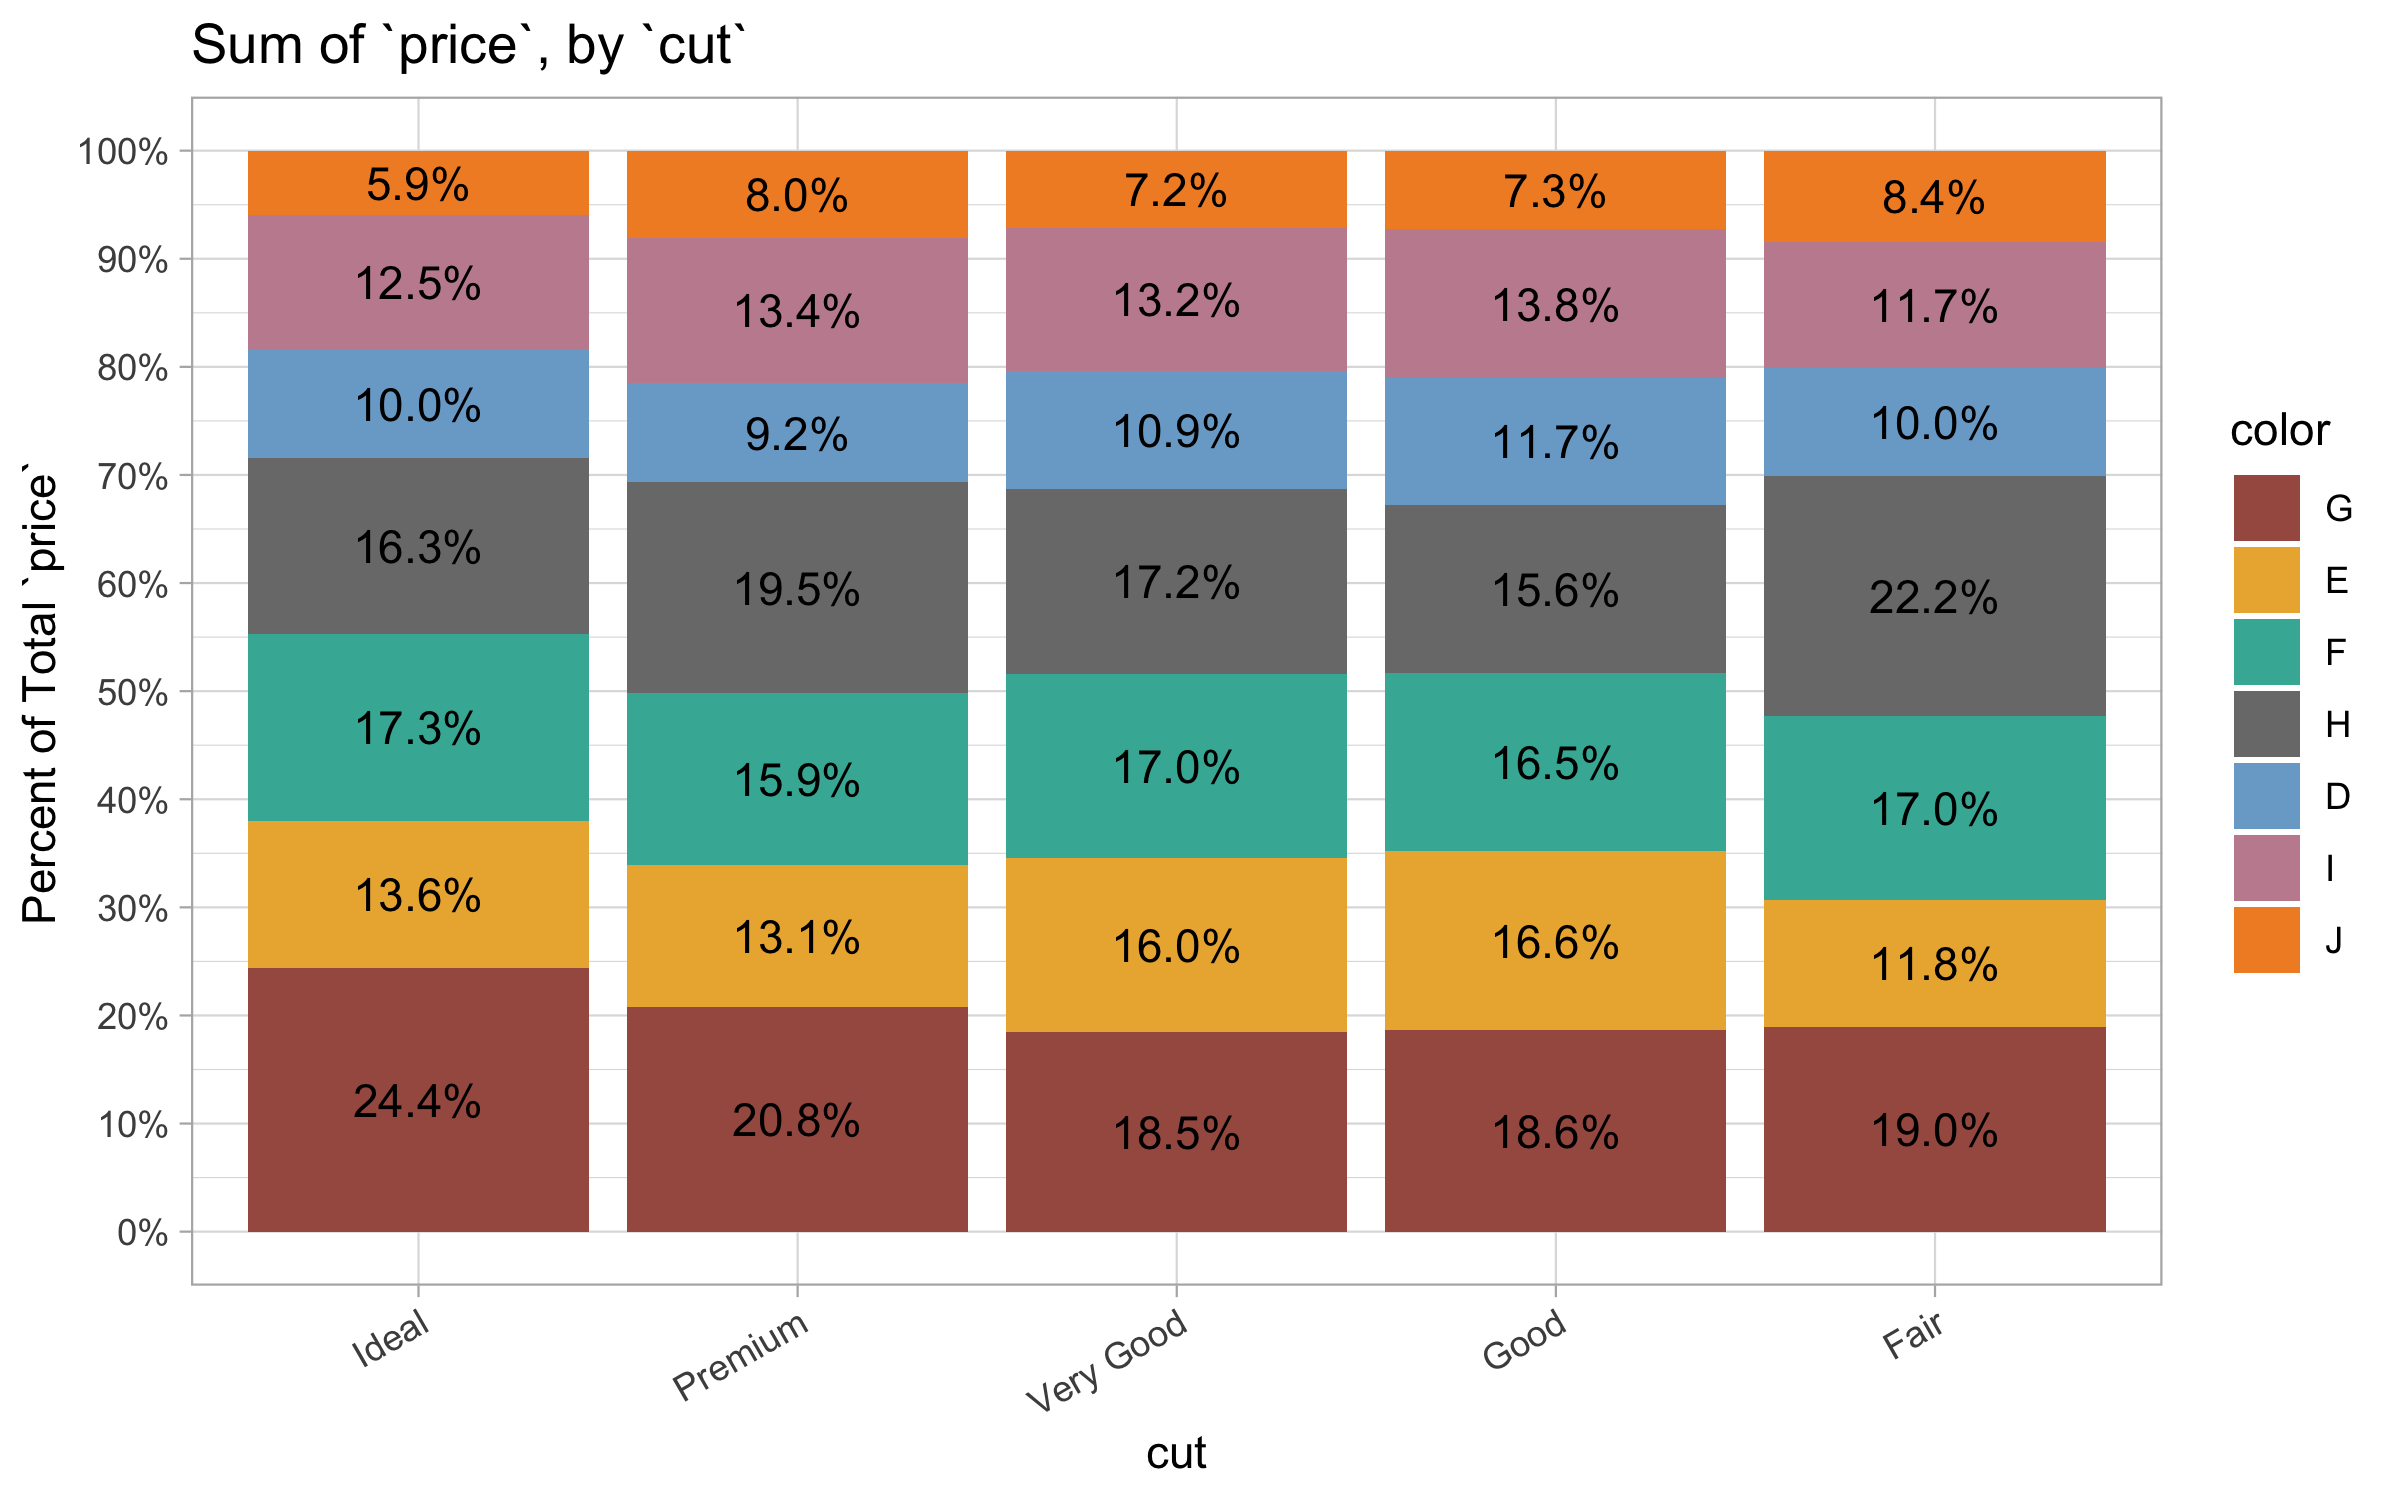 Sum of `price`, by `cut`
Percent of Total `price`
100%
90%
80%
70%
60%
50%
40%
30%
20%
10%
0%
5.9%
12.5%
10.0%
16.3%
17.3%
13.6%
24.4%
8.0%
13.4%
9.2%
19.5%
15.9%
13.1%
20.8%
7.2%
13.2%
10.9%
17.2%
17.0%
16.0%
18.5%
7.3%
13.8%
11.7%
15.6%
16.5%
16.6%
18.6%
8.4%
11.7%
10.0%
22.2%
17.0%
11.8%
19.0%
Ideal
Premium
Very Good
Good
Fair
cut
color
G
E
F
H
D
I
J